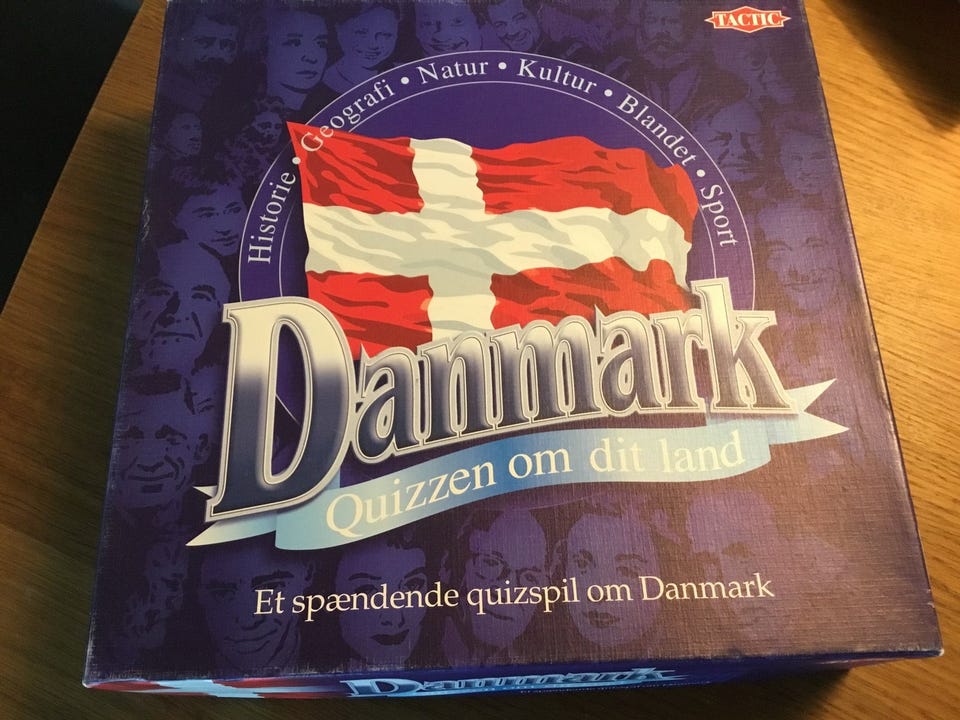 TACTIC
Historie • Geografi • Natur • Kultur • Blandet • Sport
Danmark
Quizzen om dit land
Et spændende quizspil om Danmark
Danmark